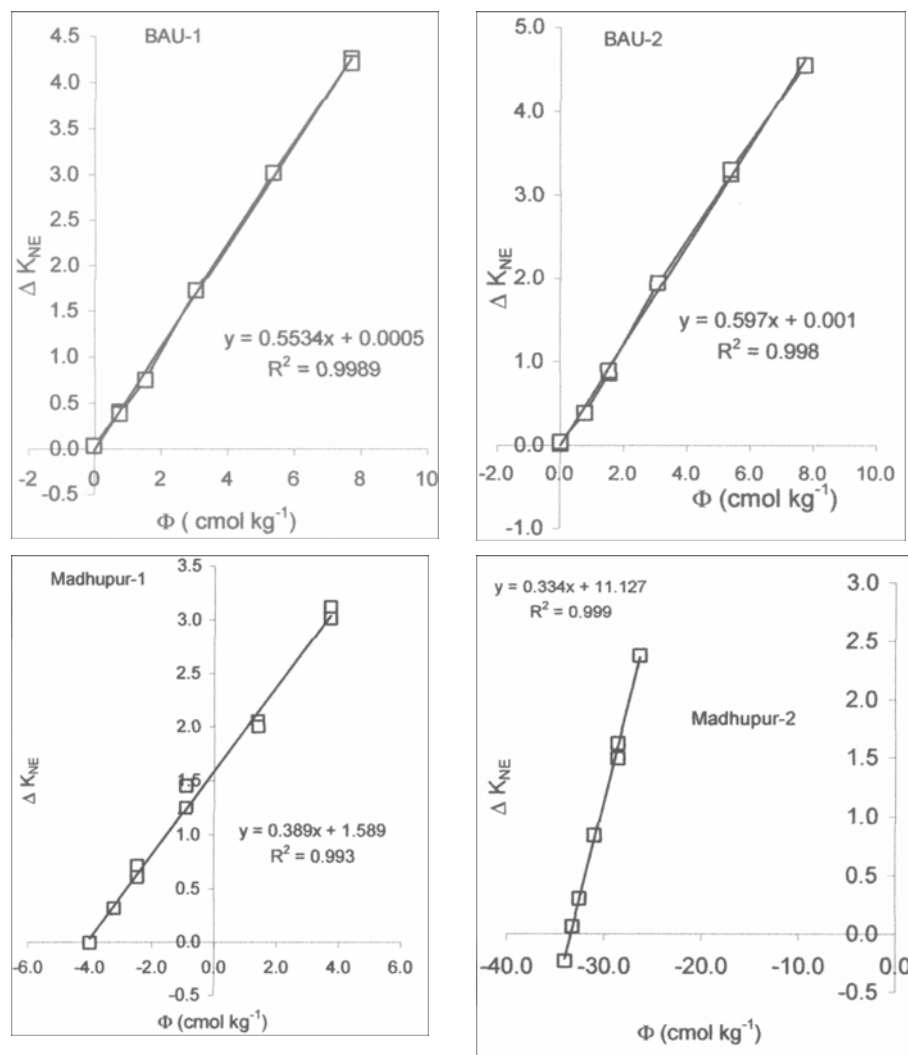 BAU-1
4.5
4.0
3.5
3.0
2.5
2.0
1.5
1.0
0.5
0.0
-0.5
Δ K_NE
y = 0.5534x + 0.0005
R² = 0.9989
-2 0 2 4 6 8 10
Φ ( cmol kg⁻¹)
BAU-2
5.0
4.0
3.0
2.0
1.0
0.0
-1.0
Δ K_NE
y = 0.597x + 0.001
R² = 0.998
-2.0 0 2.0 4.0 6.0 8.0 10.0
Φ (cmol kg⁻¹)
Madhupur-1
3.5
3.0
2.5
2.0
1.5
1.0
0.5
0.0
-0.5
Δ K_NE
y = 0.389x + 1.589
R² = 0.993
-6.0 -4.0 -2.0 0.0 2.0 4.0 6.0
Φ (cmol kg⁻¹)
y = 0.334x + 11.127
R² = 0.999
Madhupur-2
3.0
2.5
2.0
1.5
1.0
0.5
0.0
-0.5
Δ K_NE
-40.0 -30.0 -20.0 -10.0 0.0
Φ (cmol kg⁻¹)